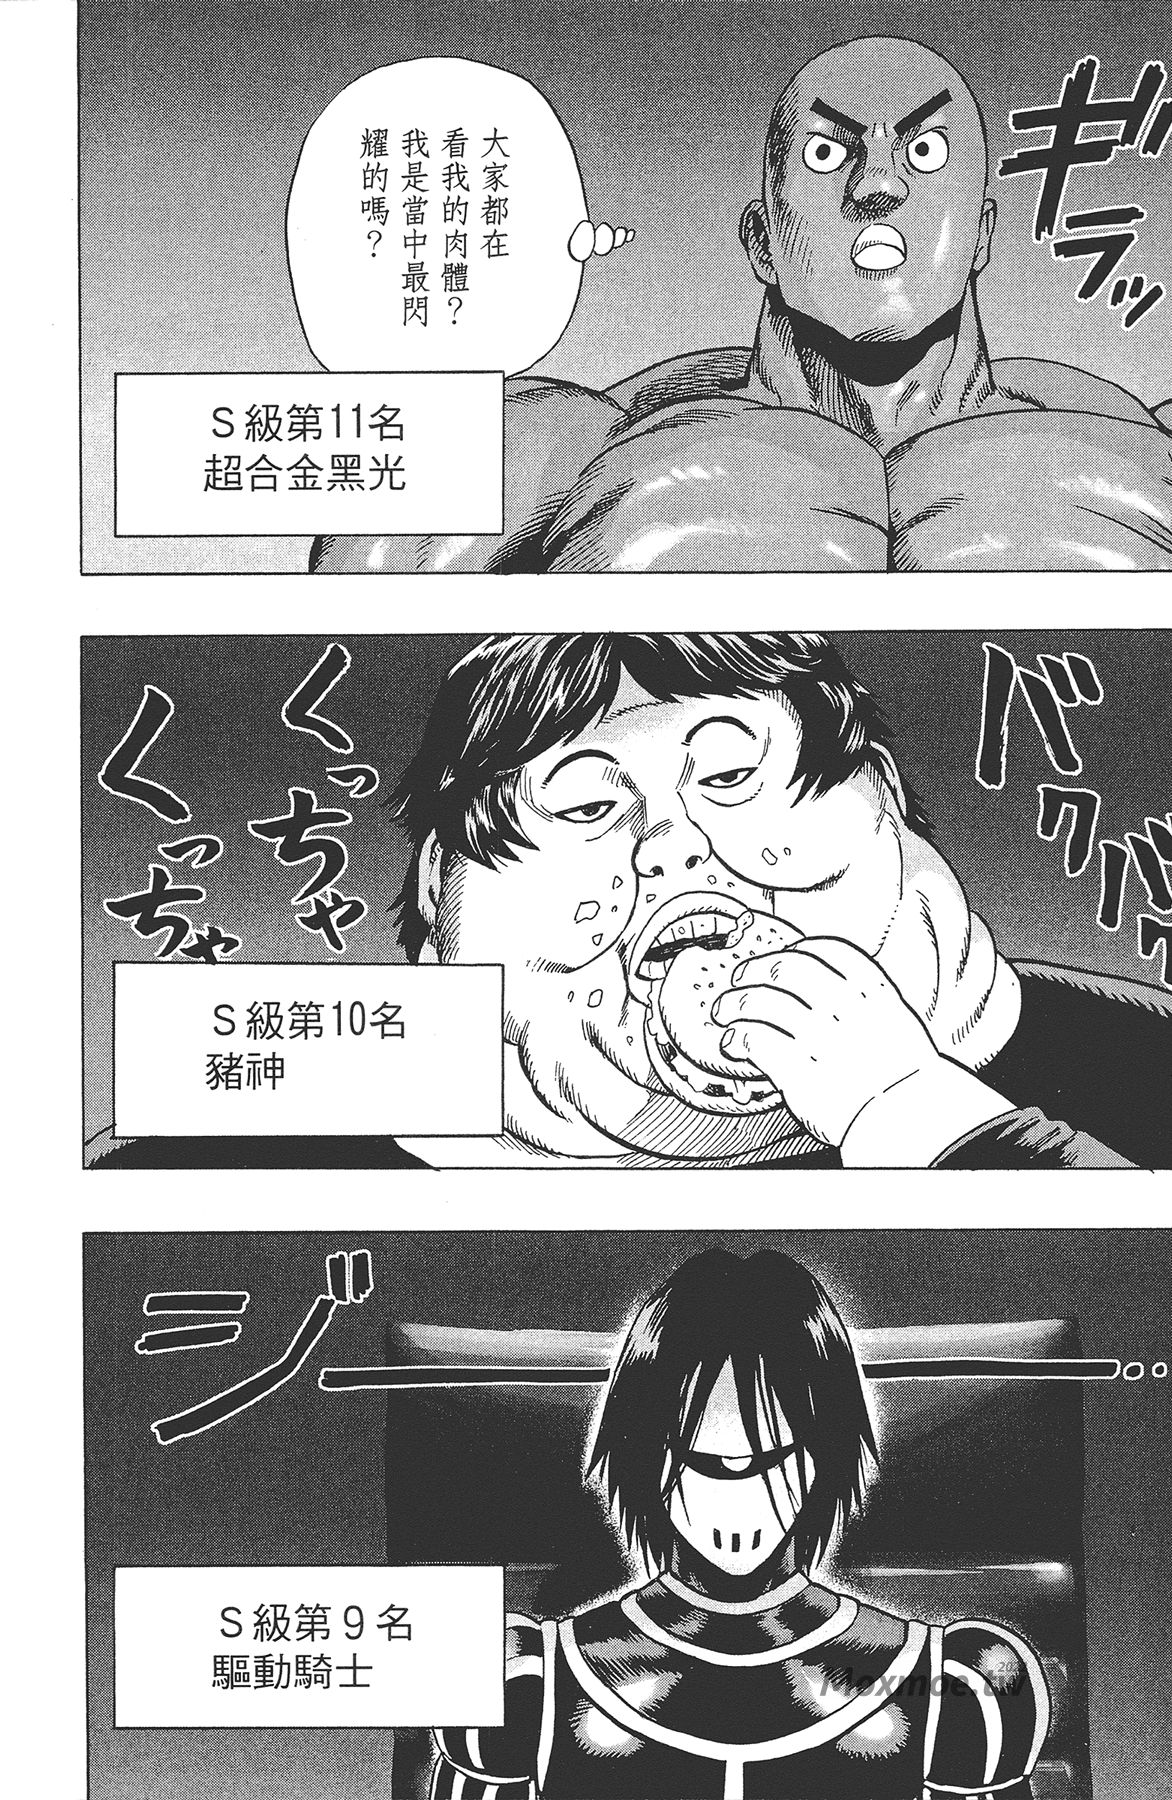 ギラッ
大家都在
看我的肉體？
我是當中最閃
耀的嗎？
S級第11名
超合金黑光
バクバク
くっちゃ
くっちゃ
S級第10名
豬神
ジー…
S級第9名
驅動騎士
Moxmoe.tw